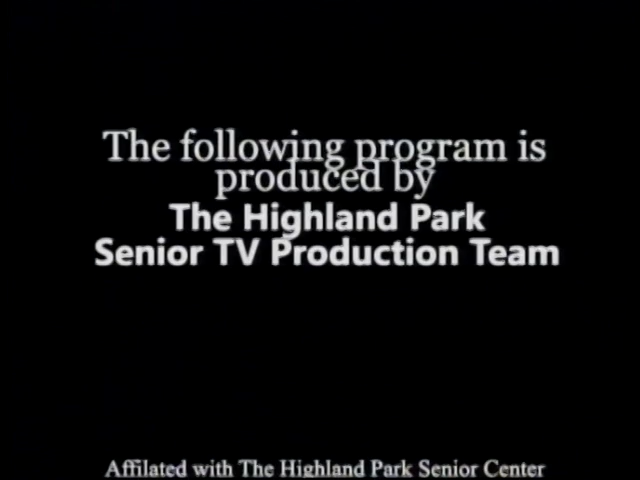 The following program is
produced by
The Highland Park
Senior TV Production Team
Affilated with The Highland Park Senior Center